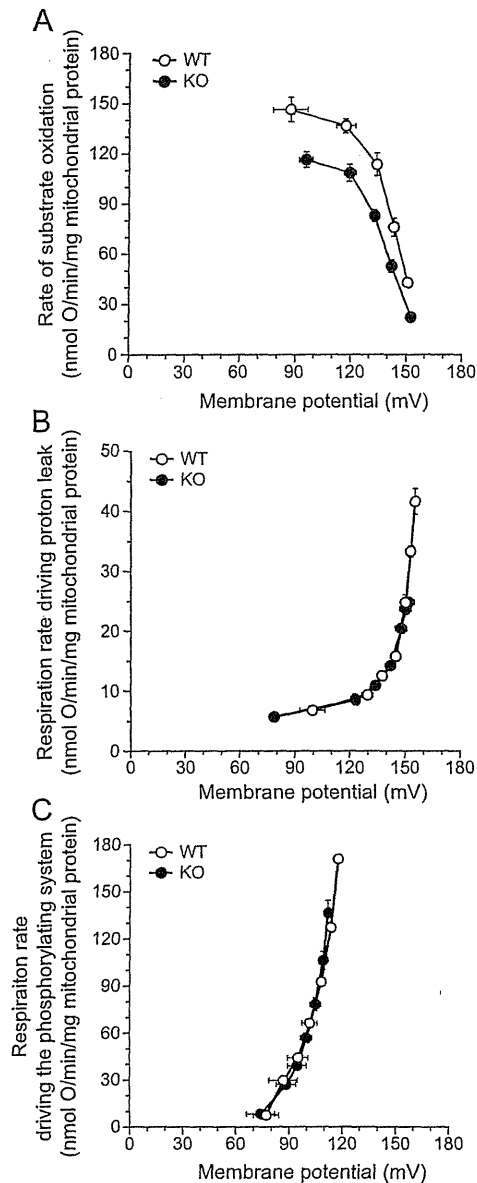 A
WT
KO
Rate of substrate oxidation
(nmol O/min/mg mitochondrial protein)
180
150
120
90
60
30
0
0 30 60 90 120 150 180
Membrane potential (mV)
B
WT
KO
Respiration rate driving proton leak
(nmol O/min/mg mitochondrial protein)
50
40
30
20
10
0
0 30 60 90 120 150 180
Membrane potential (mV)
C
WT
KO
Respiraiton rate
driving the phosphorylating system
(nmol O/min/mg mitochondrial protein)
180
150
120
90
60
30
0
0 30 60 90 120 150 180
Membrane potential (mV)